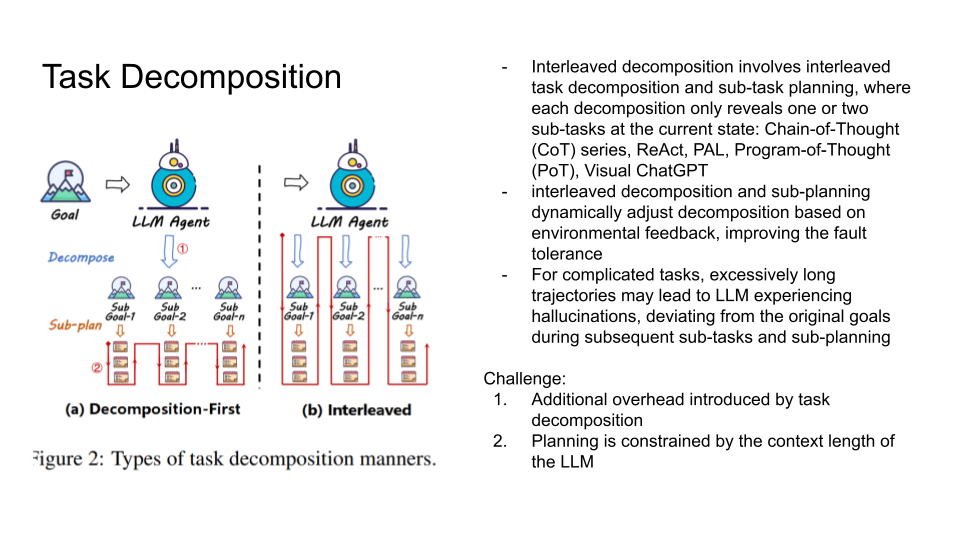 Task Decomposition
Goal
LLM Agent
LLM Agent
①
Decompose
...
...
Sub Goal-1
Sub Goal-2
Sub Goal-n
Sub Goal-1
Sub Goal-2
Sub Goal-n
Sub-plan
②
(a) Decomposition-First
(b) Interleaved
Figure 2: Types of task decomposition manners.
- Interleaved decomposition involves interleaved
task decomposition and sub-task planning, where
each decomposition only reveals one or two
sub-tasks at the current state: Chain-of-Thought
(CoT) series, ReAct, PAL, Program-of-Thought
(PoT), Visual ChatGPT
- interleaved decomposition and sub-planning
dynamically adjust decomposition based on
environmental feedback, improving the fault
tolerance
- For complicated tasks, excessively long
trajectories may lead to LLM experiencing
hallucinations, deviating from the original goals
during subsequent sub-tasks and sub-planning
Challenge:
1. Additional overhead introduced by task
decomposition
2. Planning is constrained by the context length of
the LLM